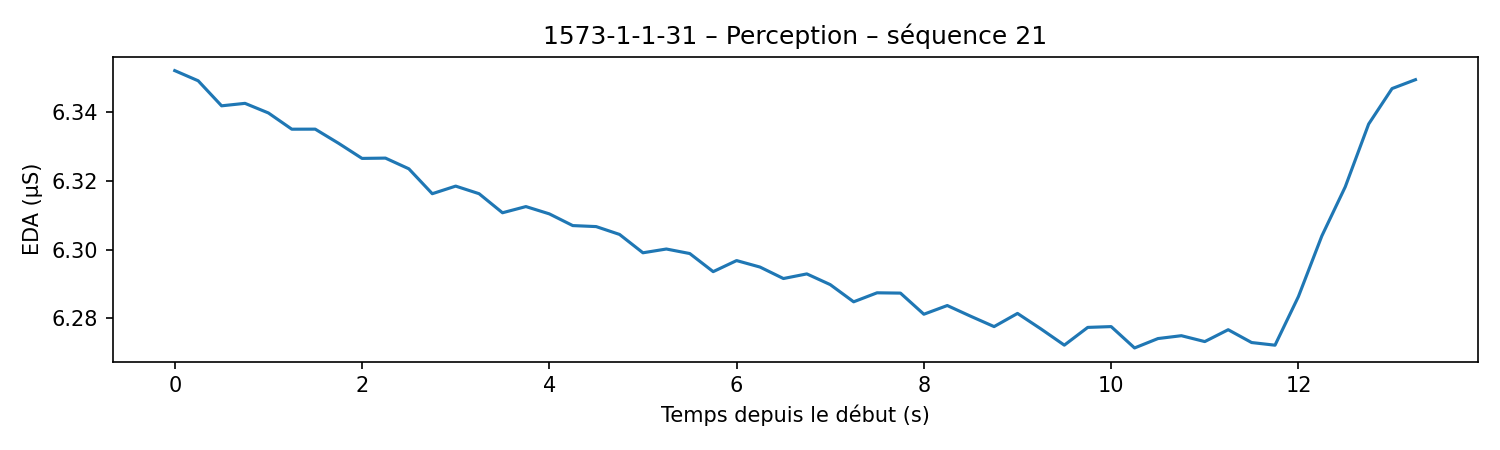 1573-1-1-31 – Perception – séquence 21
EDA (µS)
6.34
6.32
6.30
6.28
0 2 4 6 8 10 12
Temps depuis le début (s)